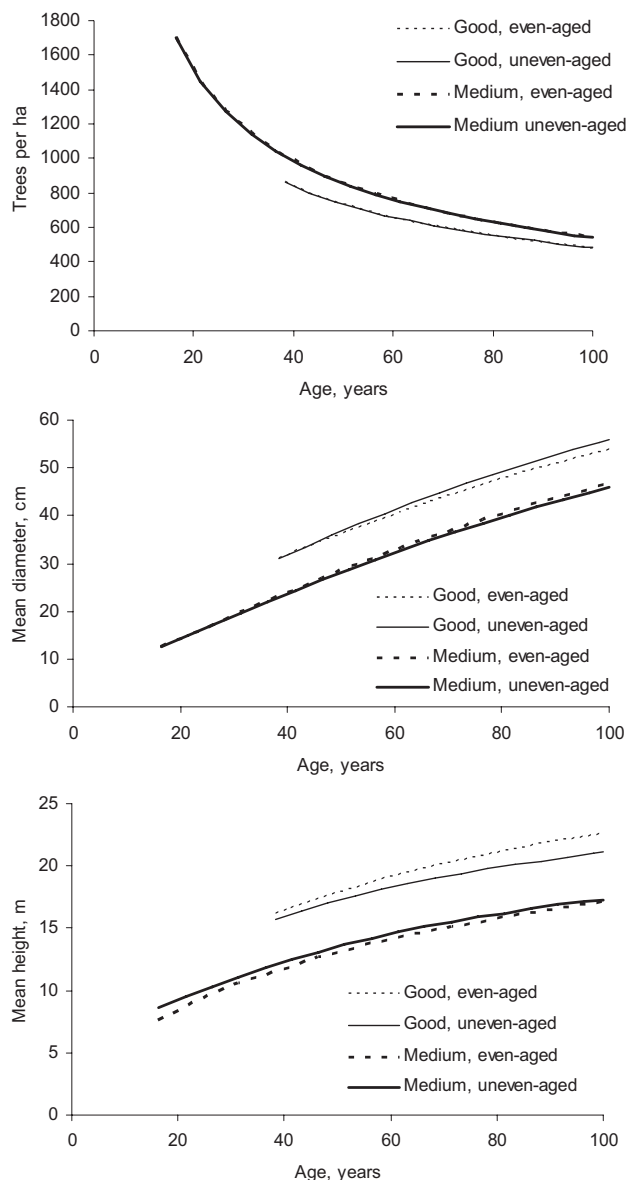 1800
1600
1400
1200
1000
800
600
400
200
0
Trees per ha
Good, even-aged
Good, uneven-aged
Medium, even-aged
Medium uneven-aged
0 20 40 60 80 100
Age, years
60
50
40
30
20
10
0
Mean diameter, cm
Good, even-aged
Good, uneven-aged
Medium, even-aged
Medium, uneven-aged
0 20 40 60 80 100
Age, years
25
20
15
10
5
0
Mean height, m
Good, even-aged
Good, uneven-aged
Medium, even-aged
Medium, uneven-aged
0 20 40 60 80 100
Age, years